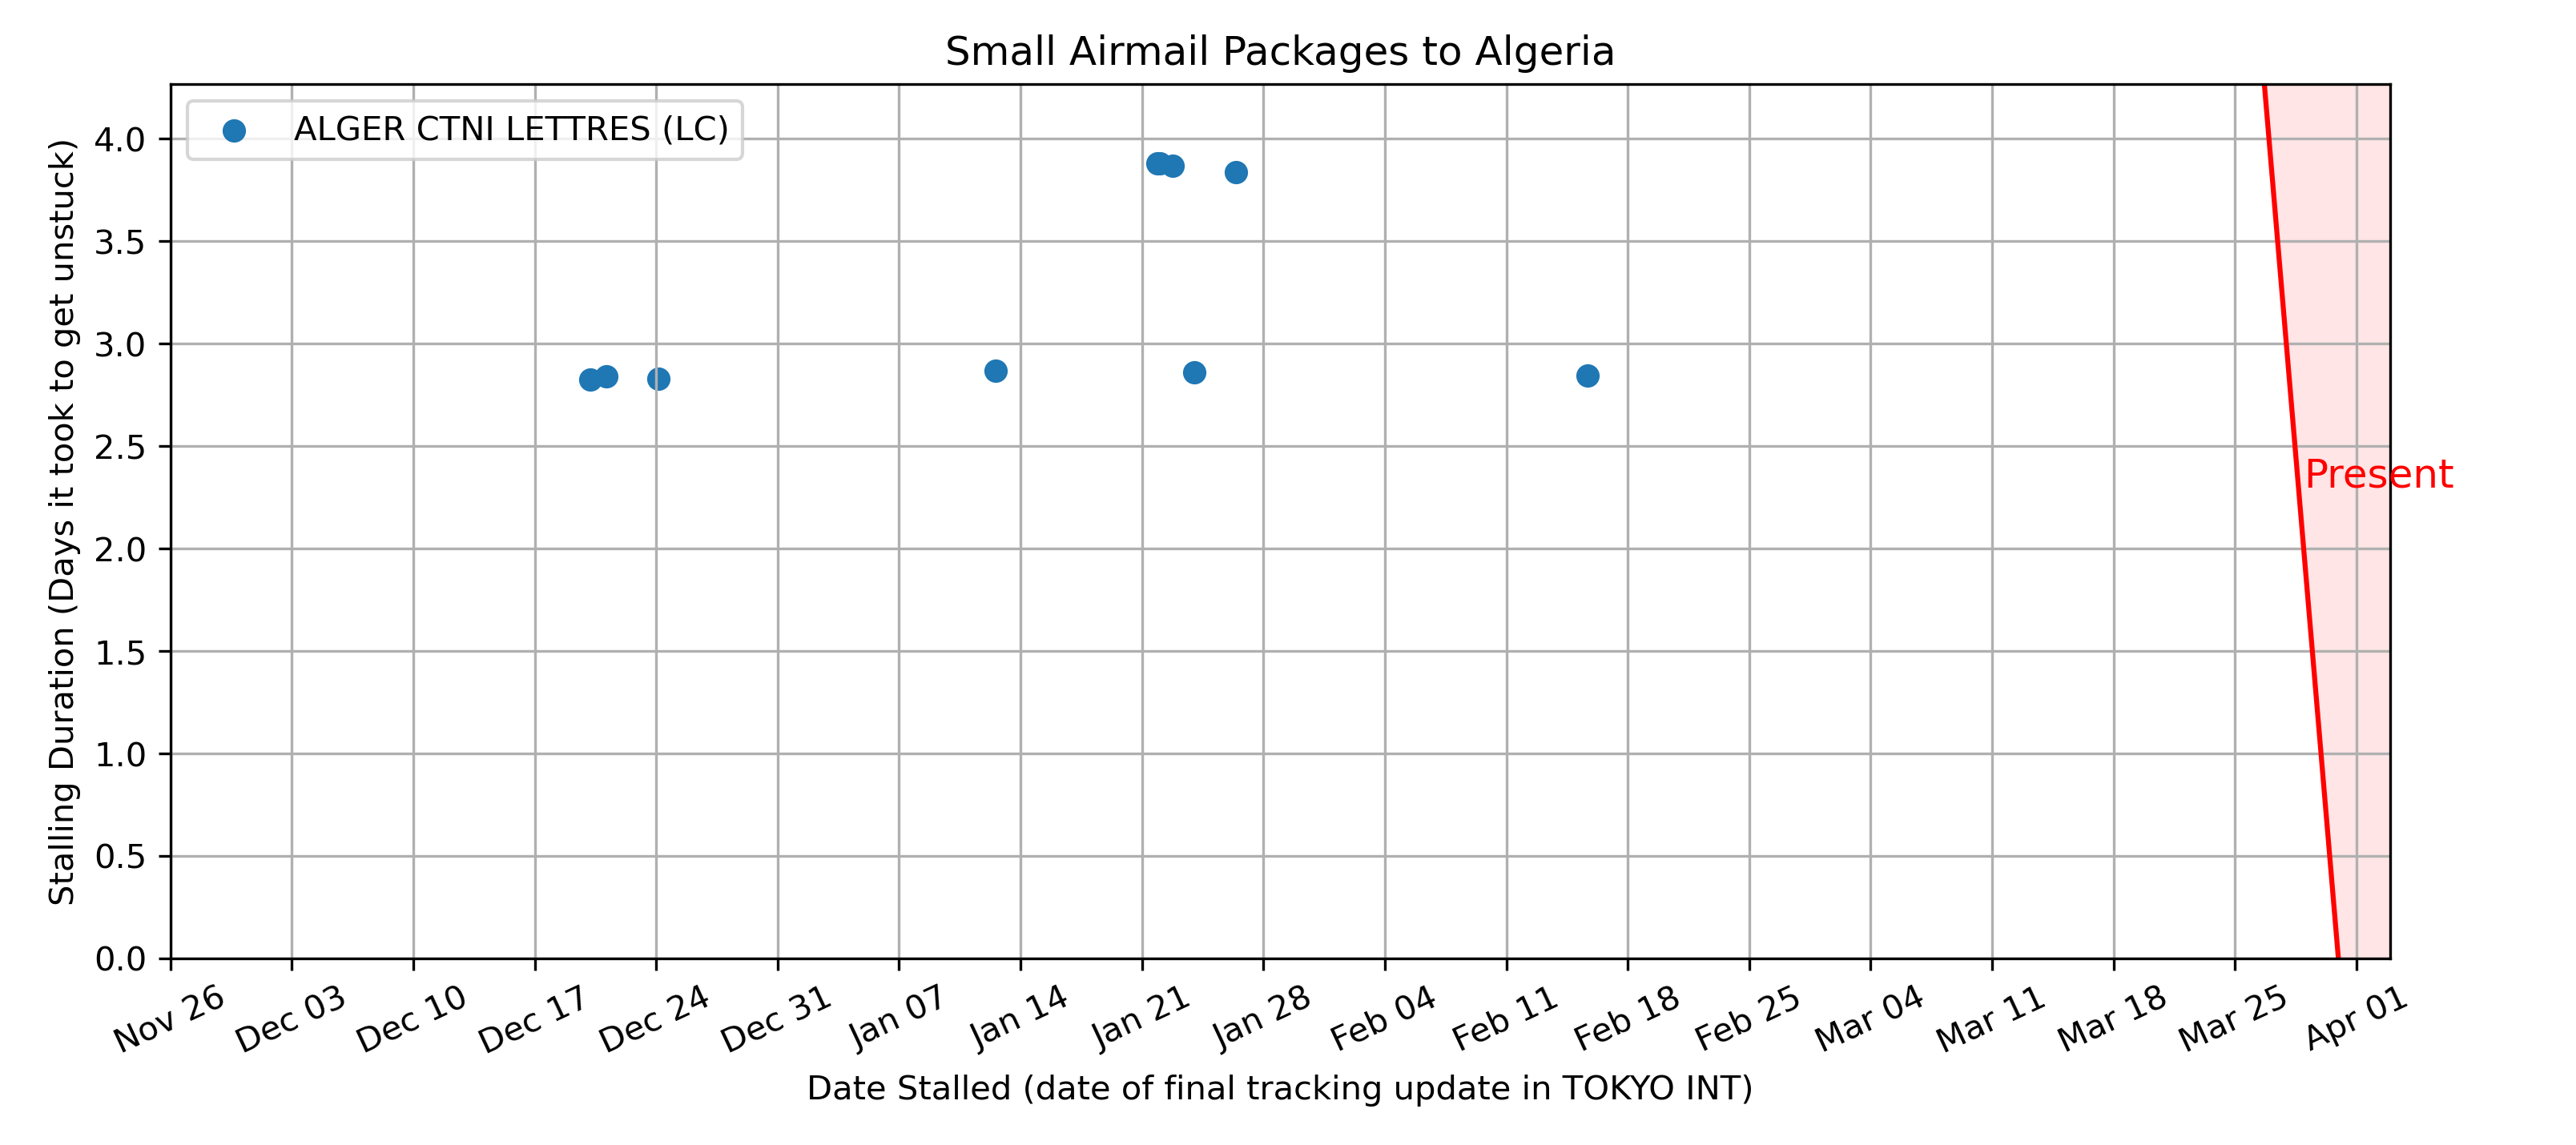 Small Airmail Packages to Algeria
ALGER CTNI LETTRES (LC)
Stalling Duration (Days it took to get unstuck)
4.0
3.5
3.0
2.5
2.0
1.5
1.0
0.5
0.0
Present
Nov 26
Dec 03
Dec 10
Dec 17
Dec 24
Dec 31
Jan 07
Jan 14
Jan 21
Jan 28
Feb 04
Feb 11
Feb 18
Feb 25
Mar 04
Mar 11
Mar 18
Mar 25
Apr 01
Date Stalled (date of final tracking update in TOKYO INT)